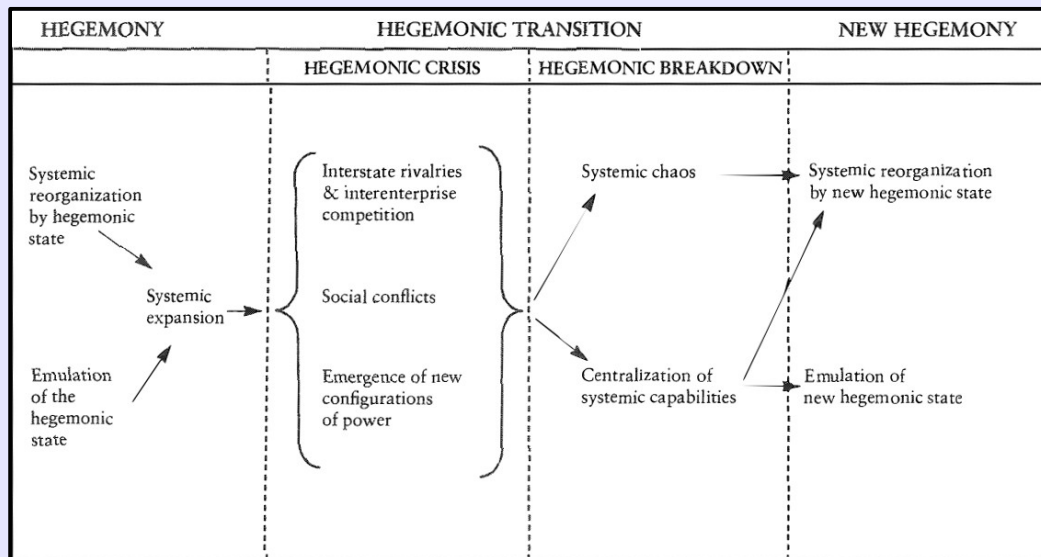 HEGEMONY
HEGEMONIC TRANSITION
NEW HEGEMONY
HEGEMONIC CRISIS
HEGEMONIC BREAKDOWN
Systemic
reorganization
by hegemonic
state
Systemic
expansion
Emulation
of the
hegemonic
state
Interstate rivalries
& interenterprise
competition
Social conflicts
Emergence of new
configurations
of power
Systemic chaos
Centralization of
systemic capabilities
Systemic reorganization
by new hegemonic state
Emulation of
new hegemonic state